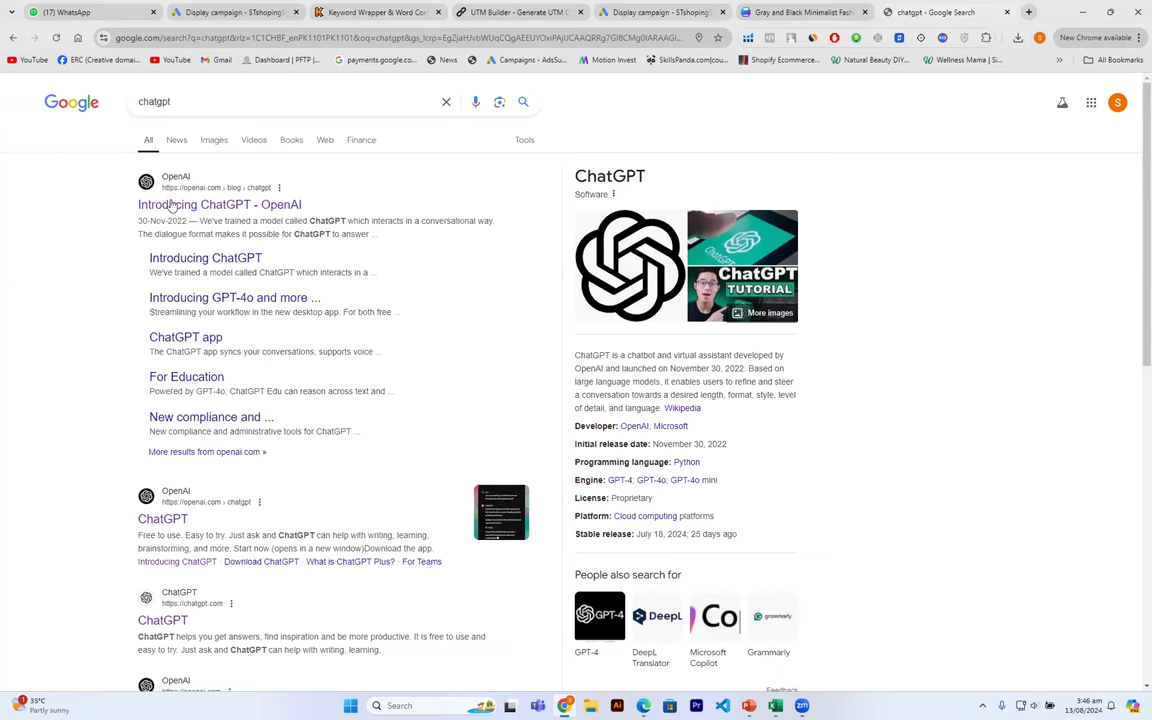 (17) WhatsApp
Display campaign - STshopingS
Keyword Wrapper & Word Con
UTM Builder - Generate UTM C
Display campaign - STshopingS
Gray and Black Minimalist Fash
chatgpt - Google Search
google.com/search?q=chatgpt&rlz=1C1CHBF_enPK1101PK1101&oq=chatgpt&gs_lcrp=
New Chrome available
YouTube
ERC (Creative domai...
YouTube
Gmail
Dashboard | PFTP |...
payments.google.co...
News
Campaigns - AdsSu...
Motion Invest
SkillsPanda.com|cou...
Shopify Ecommerce...
Natural Beauty DIY...
Wellness Mama | Si...
All Bookmarks
Google
chatgpt
S
All
News
Images
Videos
Books
Web
Finance
Tools
OpenAI
https://openai.com › blog › chatgpt
Introducing ChatGPT - OpenAI
30-Nov-2022 — We've trained a model called ChatGPT which interacts in a conversational way.
The dialogue format makes it possible for ChatGPT to answer ...
Introducing ChatGPT
We've trained a model called ChatGPT which interacts in a ...
Introducing GPT-4o and more ...
Streamlining your workflow in the new desktop app. For both free ...
ChatGPT app
The ChatGPT app syncs your conversations, supports voice ...
For Education
Powered by GPT-4o, ChatGPT Edu can reason across text and ...
New compliance and ...
New compliance and administrative tools for ChatGPT ...
More results from openai.com »
OpenAI
https://openai.com › chatgpt
ChatGPT
Free to use. Easy to try. Just ask and ChatGPT can help with writing, learning,
brainstorming, and more. Start now (opens in a new window)Download the app.
Introducing ChatGPT · Download ChatGPT · What is ChatGPT Plus? · For Teams
ChatGPT
https://chatgpt.com
ChatGPT
ChatGPT helps you get answers, find inspiration and be more productive. It is free to use and
easy to try. Just ask and ChatGPT can help with writing, learning,
OpenAI
ChatGPT
Software
ChatGPT
TUTORIAL
More images
ChatGPT is a chatbot and virtual assistant developed by
OpenAI and launched on November 30, 2022. Based on
large language models, it enables users to refine and steer
a conversation towards a desired length, format, style, level
of detail, and language. Wikipedia
Developer: OpenAI, Microsoft
Initial release date: November 30, 2022
Programming language: Python
Engine: GPT-4; GPT-4o; GPT-4o mini
License: Proprietary
Platform: Cloud computing platforms
Stable release: July 18, 2024; 25 days ago
People also search for
GPT-4
DeepL
Co
grammarly
GPT-4
DeepL
Translator
Microsoft
Copilot
Grammarly
Feedback
35°C
Partly sunny
Search
3:46 am
13/08/2024